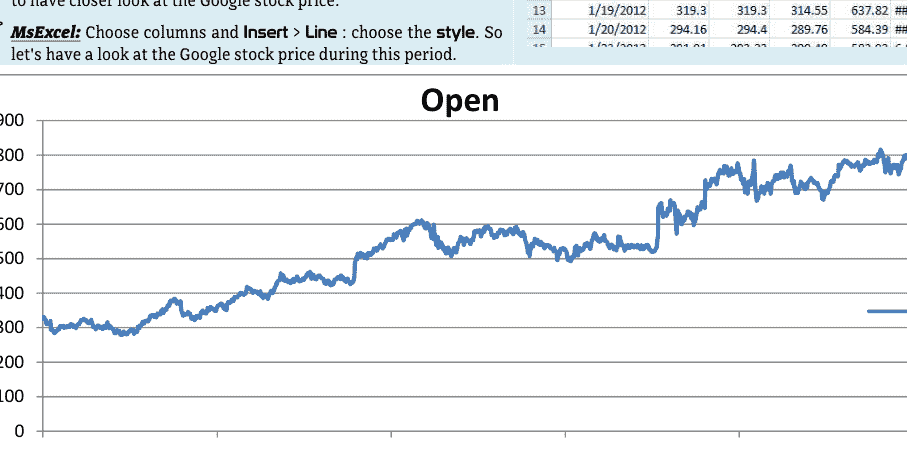 to have closer look at the Google stock price.
MsExcel: Choose columns and Insert > Line : choose the style. So
let's have a look at the Google stock price during this period.
13 1/19/2012 319.3 319.3 314.55 637.82 ##
14 1/20/2012 294.16 294.4 289.76 584.39 ##
Open
900
800
700
600
500
400
300
200
100
0